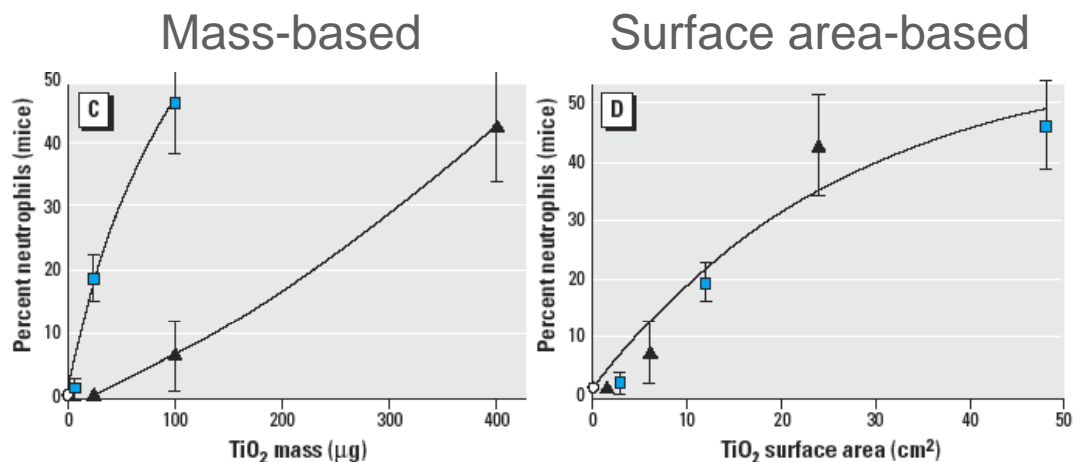 Mass-based
Surface area-based
C
Percent neutrophils (mice)
50
40
30
20
10
0
0 100 200 300 400
TiO₂ mass (µg)
D
Percent neutrophils (mice)
50
40
30
20
10
0
0 10 20 30 40 50
TiO₂ surface area (cm²)